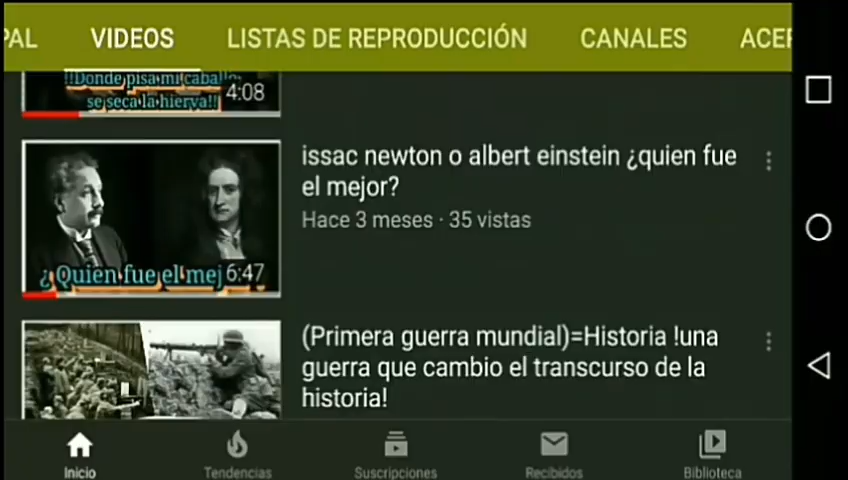 PAL VIDEOS LISTAS DE REPRODUCCIÓN CANALES ACER
!!Donde pisa mi caballo,
se seca la hierva!!
4:08
issac newton o albert einstein ¿quien fue
el mejor?
Hace 3 meses · 35 vistas
¿ Quien fue el mej
6:47
(Primera guerra mundial)=Historia !una
guerra que cambio el transcurso de la
historia!
Inicio Tendencias Suscripciones Recibidos Biblioteca